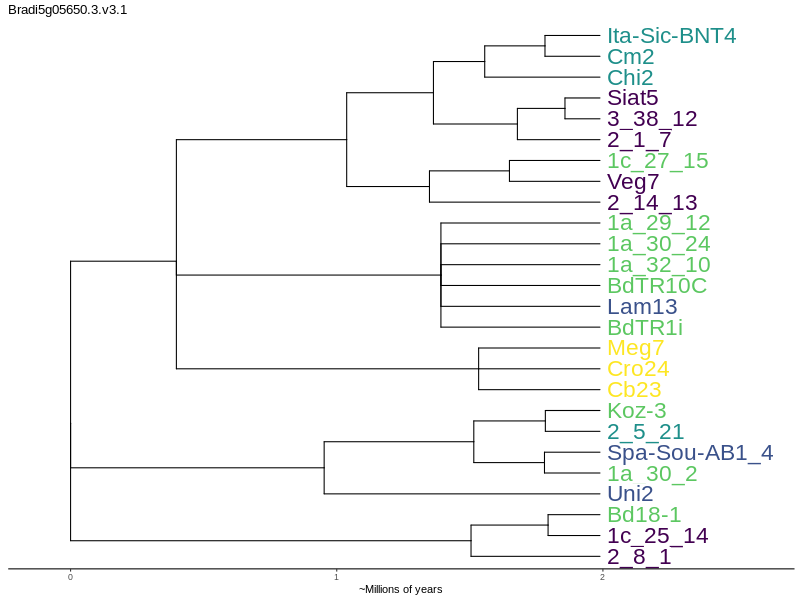 Bradi5g05650.3.v3.1
Ita-Sic-BNT4
Cm2
Chi2
Siat5
3_38_12
2_1_7
1c_27_15
Veg7
2_14_13
1a_29_12
1a_30_24
1a_32_10
BdTR10C
Lam13
BdTR1i
Meg7
Cro24
Cb23
Koz-3
2_5_21
Spa-Sou-AB1_4
1a_30_2
Uni2
Bd18-1
1c_25_14
2_8_1
0 1 2
~Millions of years